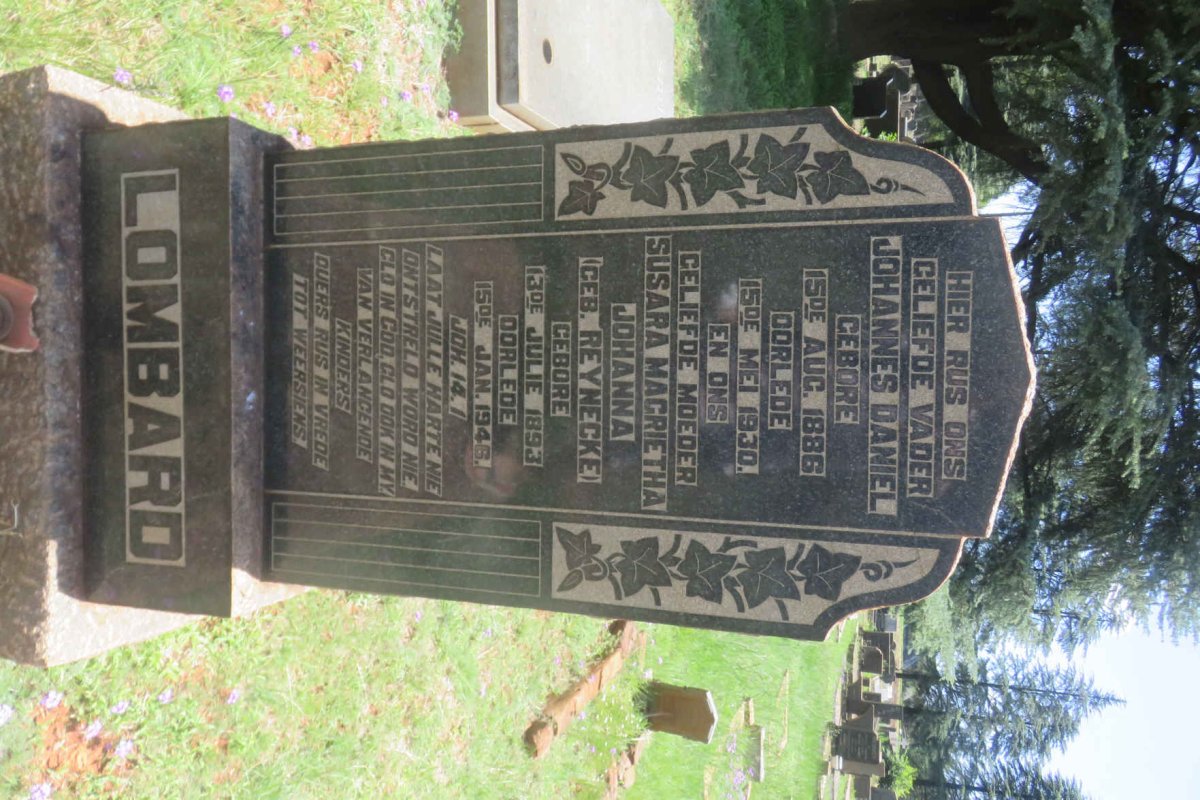 HIER RUS ONS
GELIEFDE VADER
JOHANNES DANIEL
GEBORE
15DE AUG. 1886
OORLEDE
15DE MEI 1930.
EN ONS
GELIEFDE MOEDER
SUSARA MAGRIETHA
JOHANNA
(GEB. REYNECKE)
GEBORE
13DE JULIE 1893
OORLEDE
15DE JAN. 1946.
JOH. 14. 1
LAAT JULLE HARTE NIE
ONTSTELD WORD NIE
GLO IN GOD, GLO OOK IN MY.
VAN VERLANGENDE
KINDERS
OUERS RUS IN VREDE
TOT WEERSIENS.
LOMBARD